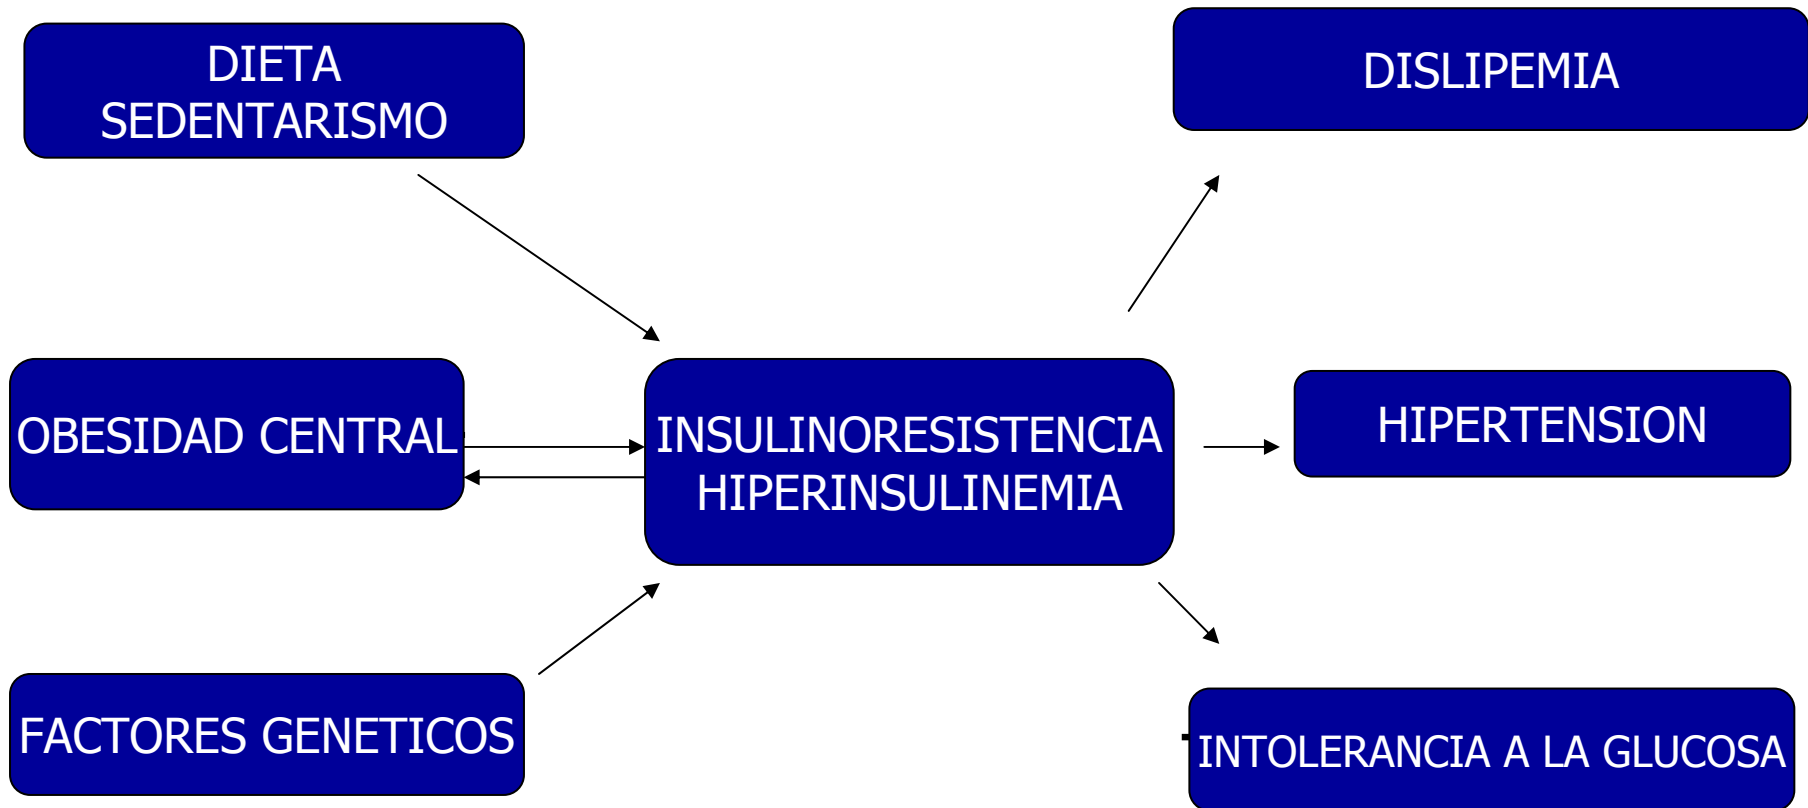 DIETA
SEDENTARISMO
DISLIPEMIA
OBESIDAD CENTRAL
INSULINORESISTENCIA
HIPERINSULINEMIA
HIPERTENSION
FACTORES GENETICOS
INTOLERANCIA A LA GLUCOSA